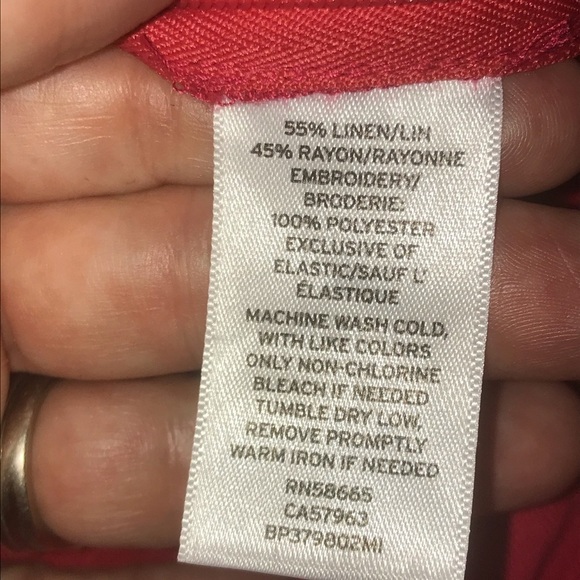 55% LINEN/LIN
45% RAYON/RAYONNE
EMBROIDERY/
BRODERIE:
100% POLYESTER
EXCLUSIVE OF
ELASTIC/SAUF L'
ÉLASTIQUE
MACHINE WASH COLD,
WITH LIKE COLORS
ONLY NON-CHLORINE
BLEACH IF NEEDED
TUMBLE DRY LOW,
REMOVE PROMPTLY
WARM IRON IF NEEDED
RN58665
CA57963
BP379802MI